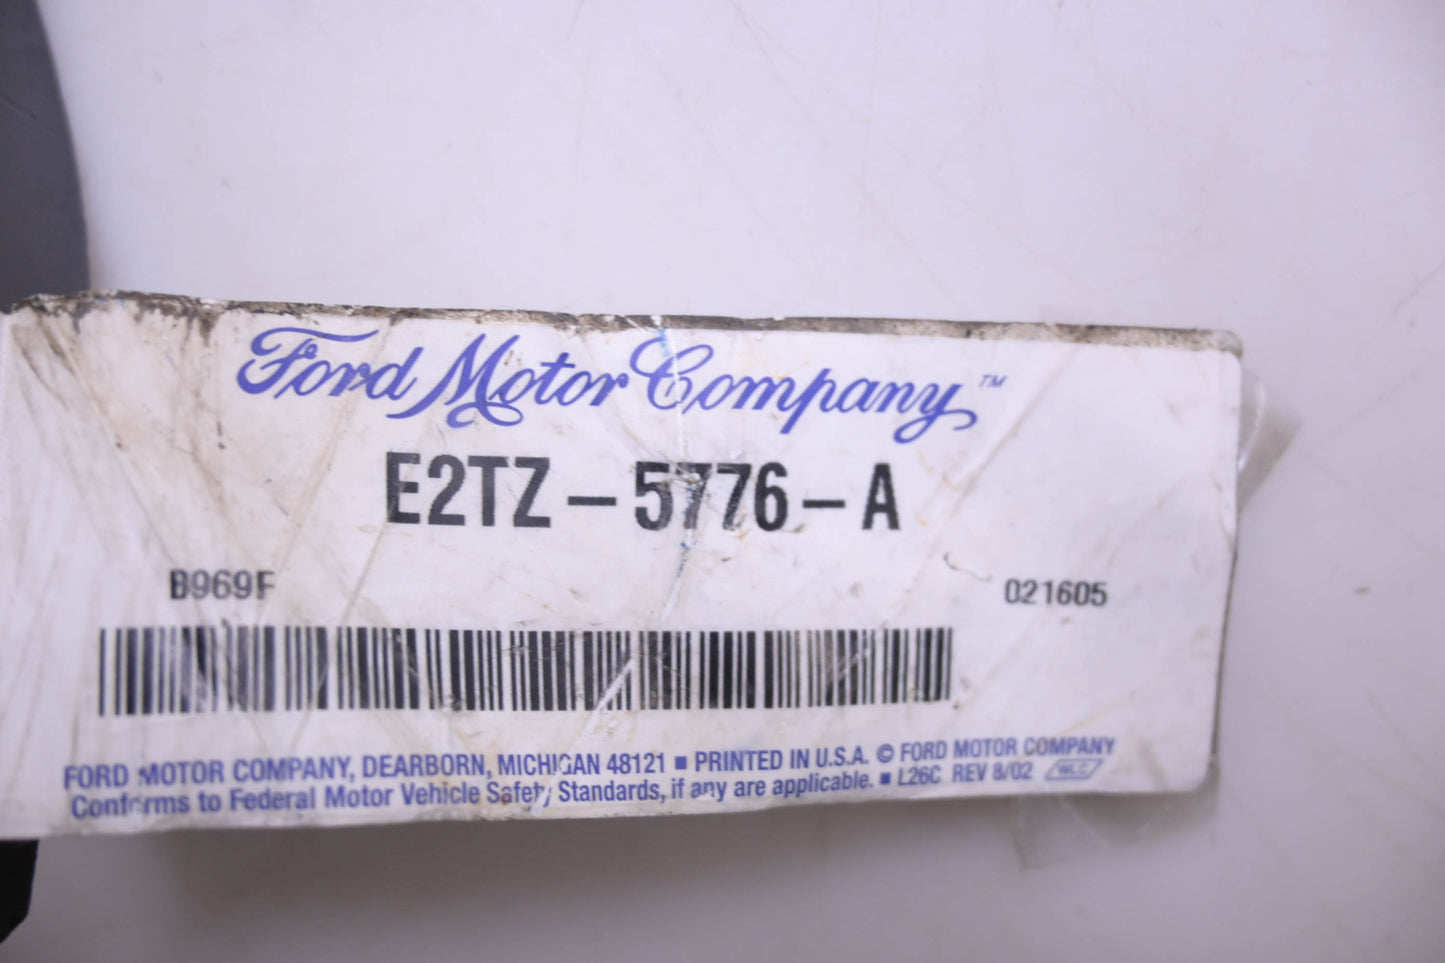 Ford Motor Company™
E2TZ-5776-A
B969F 021605
FORD MOTOR COMPANY, DEARBORN, MICHIGAN 48121 ■ PRINTED IN U.S.A. © FORD MOTOR COMPANY
Conforms to Federal Motor Vehicle Safety Standards, if any are applicable. ■ L26C REV 8/02 WLC